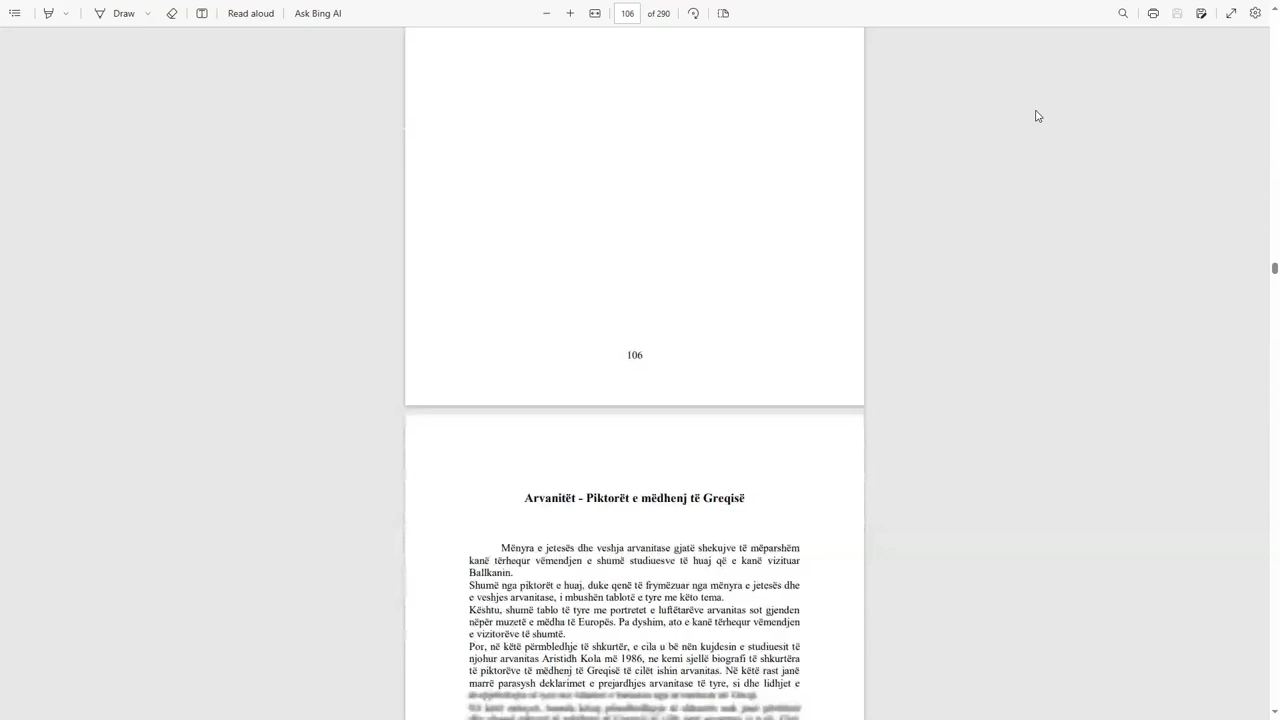 Draw
Read aloud
Ask Bing AI
106
of 290
106
Arvanitët - Piktorët e mëdhenj të Greqisë
Mënyra e jetesës dhe veshja arvanitase gjatë shekujve të mëparshëm
kanë tërhequr vëmendjen e shumë studiuesve të huaj që e kanë vizituar
Ballkanin.
Shumë nga piktorët e huaj, duke qenë të frymëzuar nga mënyra e jetesës dhe
e veshjes arvanitase, i mbushën tablotë e tyre me këto tema.
Kështu, shumë tablo të tyre me portretet e luftëtarëve arvanitas sot gjenden
nëpër muzetë e mëdha të Europës. Pa dyshim, ato e kanë tërhequr vëmendjen
e vizitorëve të shumtë.
Por, në këtë përmbledhje të shkurtër, e cila u bë nën kujdesin e studiuesit të
njohur arvanitas Aristidh Kola më 1986, ne kemi sjellë biografi të shkurtëra
të piktorëve të mëdhenj të Greqisë të cilët ishin arvanitas. Në këtë rast janë
marrë parasysh deklarimet e prejardhjes arvanitase të tyre, si dhe lidhjet e